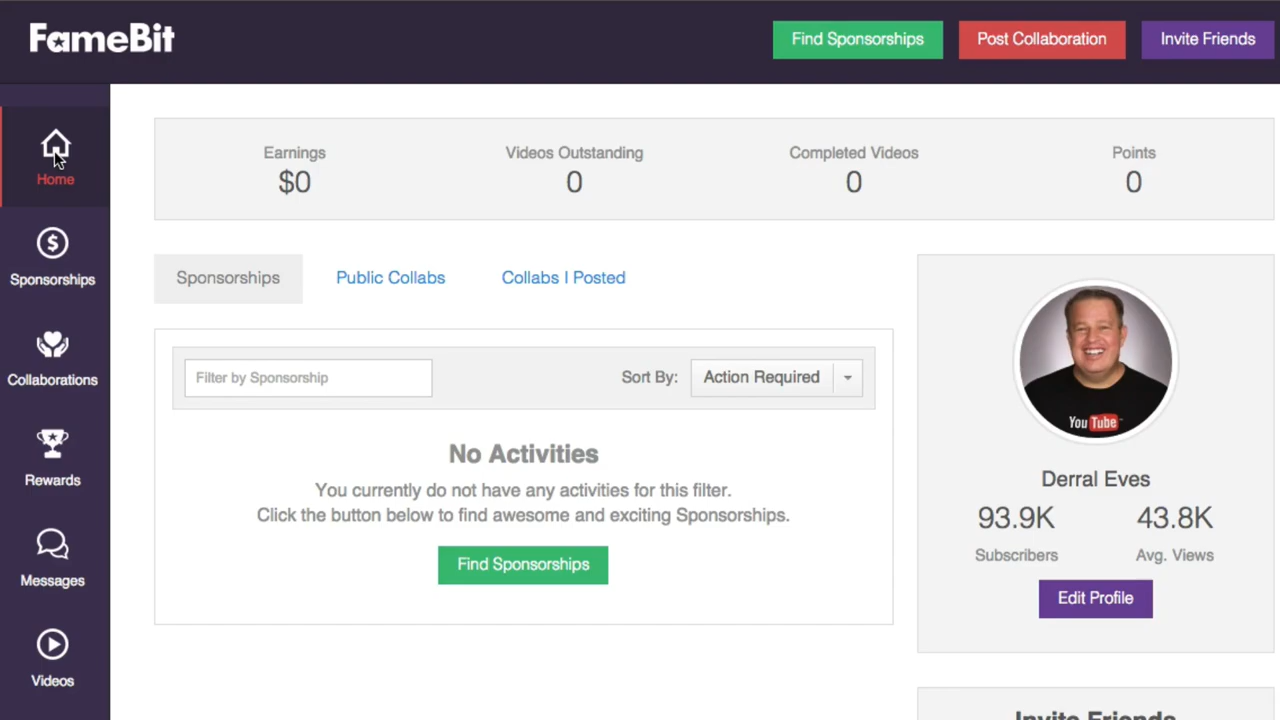 FameBit
Find Sponsorships
Post Collaboration
Invite Friends
Home
Sponsorships
Collaborations
Rewards
Messages
Videos
Earnings
$0
Videos Outstanding
0
Completed Videos
0
Points
0
Sponsorships
Public Collabs
Collabs I Posted
Filter by Sponsorship
Sort By:
Action Required
No Activities
You currently do not have any activities for this filter.
Click the button below to find awesome and exciting Sponsorships.
Find Sponsorships
YouTube
Derral Eves
93.9K
Subscribers
43.8K
Avg. Views
Edit Profile
Invite Friends